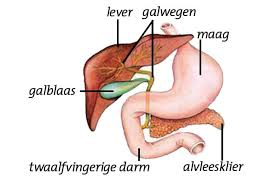 lever
galwegen
maag
galblaas
twaalfvingerige darm
alvleesklier